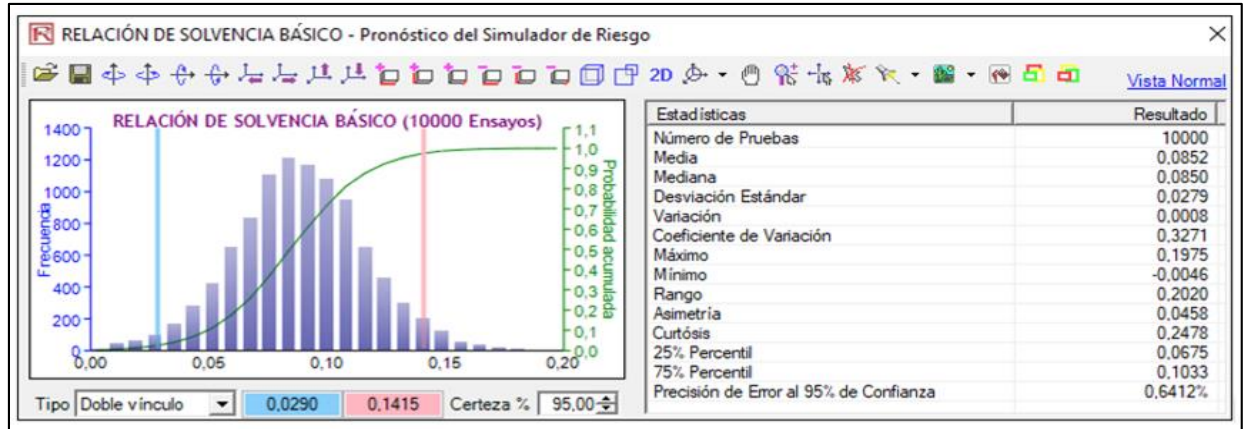 RELACIÓN DE SOLVENCIA BÁSICO - Pronóstico del Simulador de Riesgo
2D
Vista Normal
RELACIÓN DE SOLVENCIA BÁSICO (10000 Ensayos)
Frecuencia
1400
1200
1000
800
600
400
200
0
0,00 0,05 0,10 0,15 0,20
1,1
1,0
0,9
0,8
0,7
0,6
0,5
0,4
0,3
0,2
0,1
0,0
Probabilidad acumulada
Tipo Doble vínculo 0,0290 0,1415 Certeza % 95,00
Estadísticas Resultado
Número de Pruebas 10000
Media 0,0852
Mediana 0,0850
Desviación Estándar 0,0279
Variación 0,0008
Coeficiente de Variación 0,3271
Máximo 0,1975
Mínimo -0,0046
Rango 0,2020
Asimetría 0,0458
Curtósis 0,2478
25% Percentil 0,0675
75% Percentil 0,1033
Precisión de Error al 95% de Confianza 0,6412%